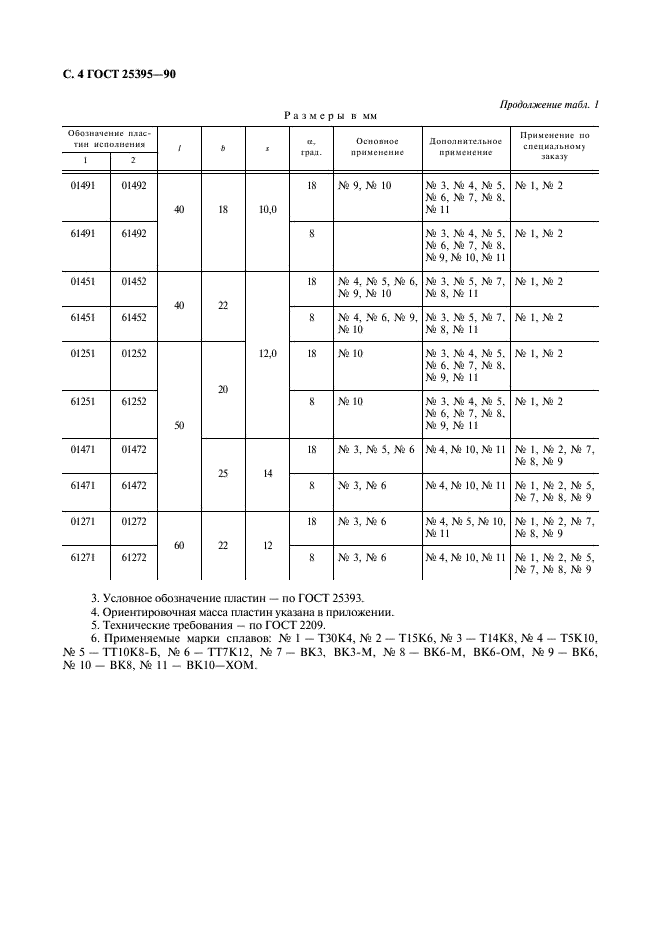 С. 4 ГОСТ 25395—90
Продолжение табл. 1
Размеры в мм
Обозначение плас-
тин исполнения
1 2
l
b
s
α,
град.
Основное
применение
Дополнительное
применение
Применение по
специальному
заказу
01491 01492 40 18 10,0 18 № 9, № 10 № 3, № 4, № 5, № 1, № 2
№ 6, № 7, № 8,
№ 11
61491 61492 8 № 3, № 4, № 5, № 1, № 2
№ 6, № 7, № 8,
№ 9, № 10, № 11
01451 01452 40 22 12,0 18 № 4, № 5, № 6, № 3, № 5, № 7, № 1, № 2
№ 9, № 10 № 8, № 11
61451 61452 8 № 4, № 6, № 9, № 3, № 5, № 7, № 1, № 2
№ 10 № 8, № 11
01251 01252 50 20 18 № 10 № 3, № 4, № 5, № 1, № 2
№ 6, № 7, № 8,
№ 9, № 11
61251 61252 8 № 10 № 3, № 4, № 5, № 1, № 2
№ 6, № 7, № 8,
№ 9, № 11
01471 01472 25 14 18 № 3, № 5, № 6 № 4, № 10, № 11 № 1, № 2, № 7,
№ 8, № 9
61471 61472 8 № 3, № 6 № 4, № 10, № 11 № 1, № 2, № 5,
№ 7, № 8, № 9
01271 01272 60 22 12 18 № 3, № 6 № 4, № 5, № 10, № 1, № 2, № 7,
№ 11 № 8, № 9
61271 61272 8 № 3, № 6 № 4, № 10, № 11 № 1, № 2, № 5,
№ 7, № 8, № 9
3. Условное обозначение пластин — по ГОСТ 25393.
4. Ориентировочная масса пластин указана в приложении.
5. Технические требования — по ГОСТ 2209.
6. Применяемые марки сплавов: № 1 — Т30К4, № 2 — Т15К6, № 3 — Т14К8, № 4 — Т5К10,
№ 5 — ТТ10К8-Б, № 6 — ТТ7К12, № 7 — ВК3, ВК3-М, № 8 — ВК6-М, ВК6-ОМ, № 9 — ВК6,
№ 10 — ВК8, № 11 — ВК10—ХОМ.